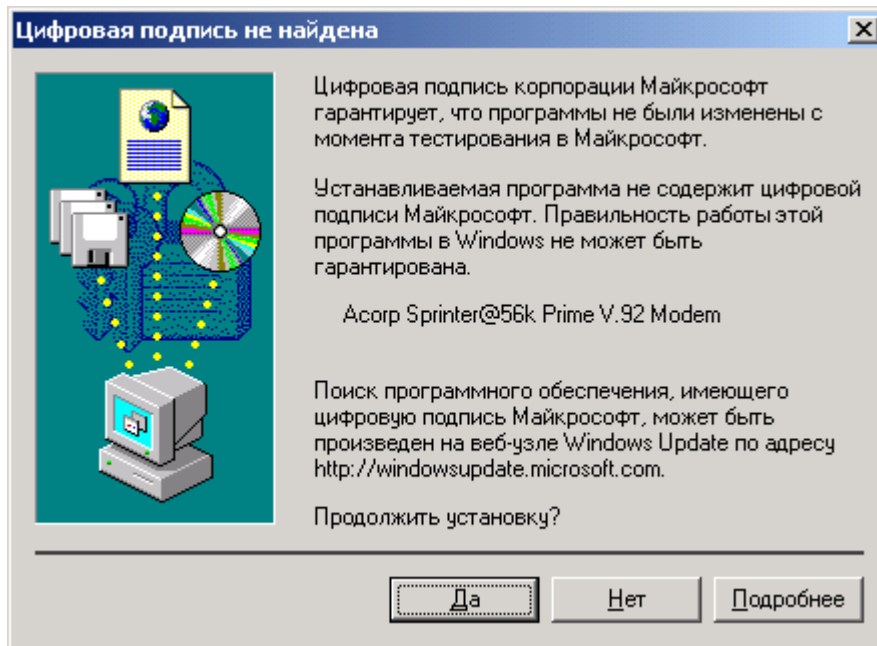 Цифровая подпись не найдена
Цифровая подпись корпорации Майкрософт
гарантирует, что программы не были изменены с
момента тестирования в Майкрософт.
Устанавливаемая программа не содержит цифровой
подписи Майкрософт. Правильность работы этой
программы в Windows не может быть
гарантирована.
Acorp Sprinter@56k Prime V.92 Modem
Поиск программного обеспечения, имеющего
цифровую подпись Майкрософт, может быть
произведен на веб-узле Windows Update по адресу
http://windowsupdate.microsoft.com.
Продолжить установку?
Да Нет Подробнее